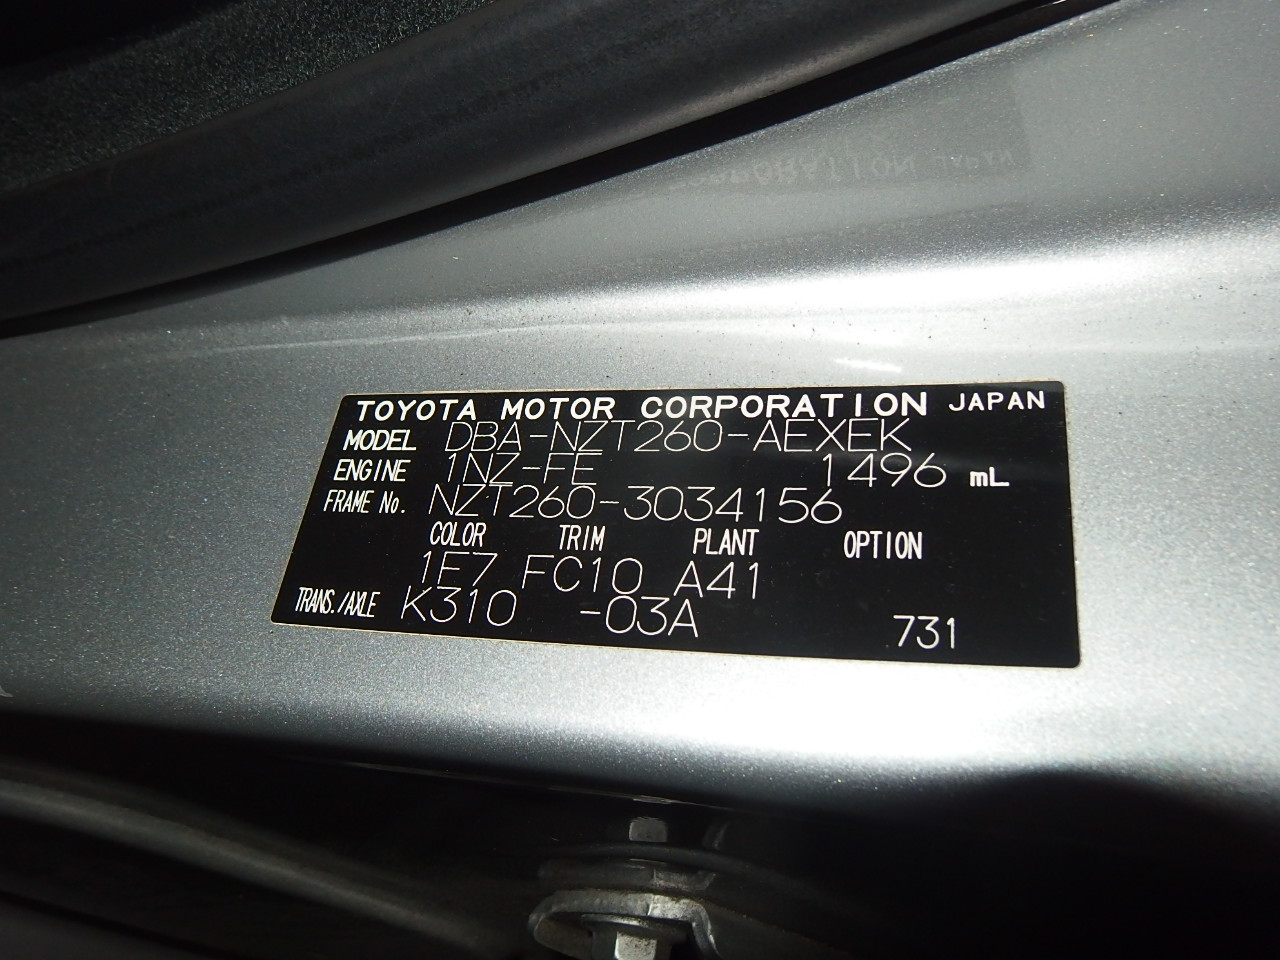 TOYOTA MOTOR CORPORATION JAPAN
MODEL DBA-NZT260-AEXEK
ENGINE 1NZ-FE 1496 mL
FRAME No. NZT260-3034156
COLOR TRIM PLANT OPTION
1F7 FC10 A41
TRANS./AXLE K310 -03A 731